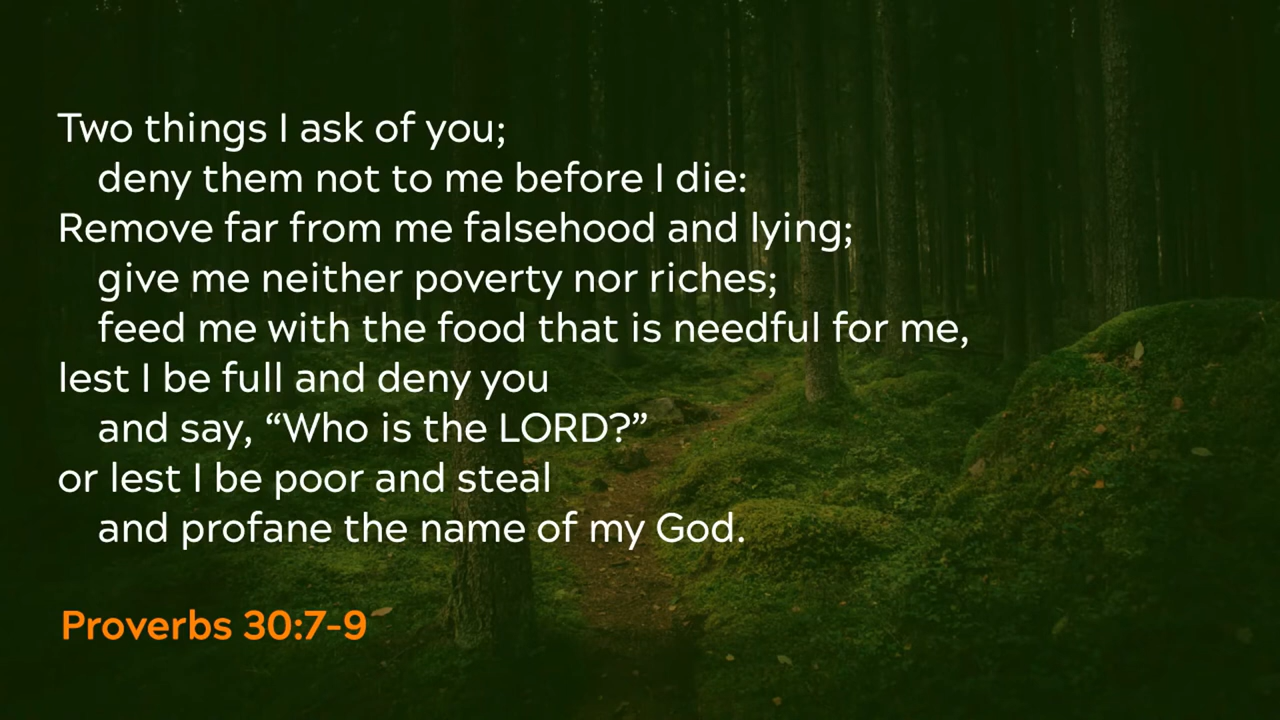 Two things I ask of you;
deny them not to me before I die:
Remove far from me falsehood and lying;
give me neither poverty nor riches;
feed me with the food that is needful for me,
lest I be full and deny you
and say, “Who is the LORD?”
or lest I be poor and steal
and profane the name of my God.
Proverbs 30:7-9